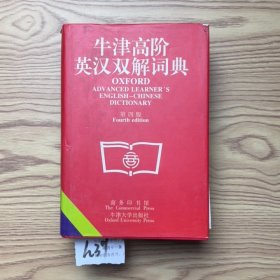 牛津高阶
英汉双解词典
OXFORD
ADVANCED LEARNER'S
ENGLISH-CHINESE
DICTIONARY
第四版
Fourth edition
商务印书馆
The Commercial Press
牛津大学出版社
Oxford University Press